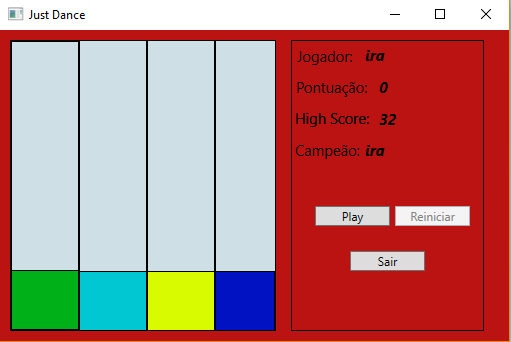 Just Dance
Jogador: ira
Pontuação: 0
High Score: 32
Campeão: ira
Play Reiniciar
Sair